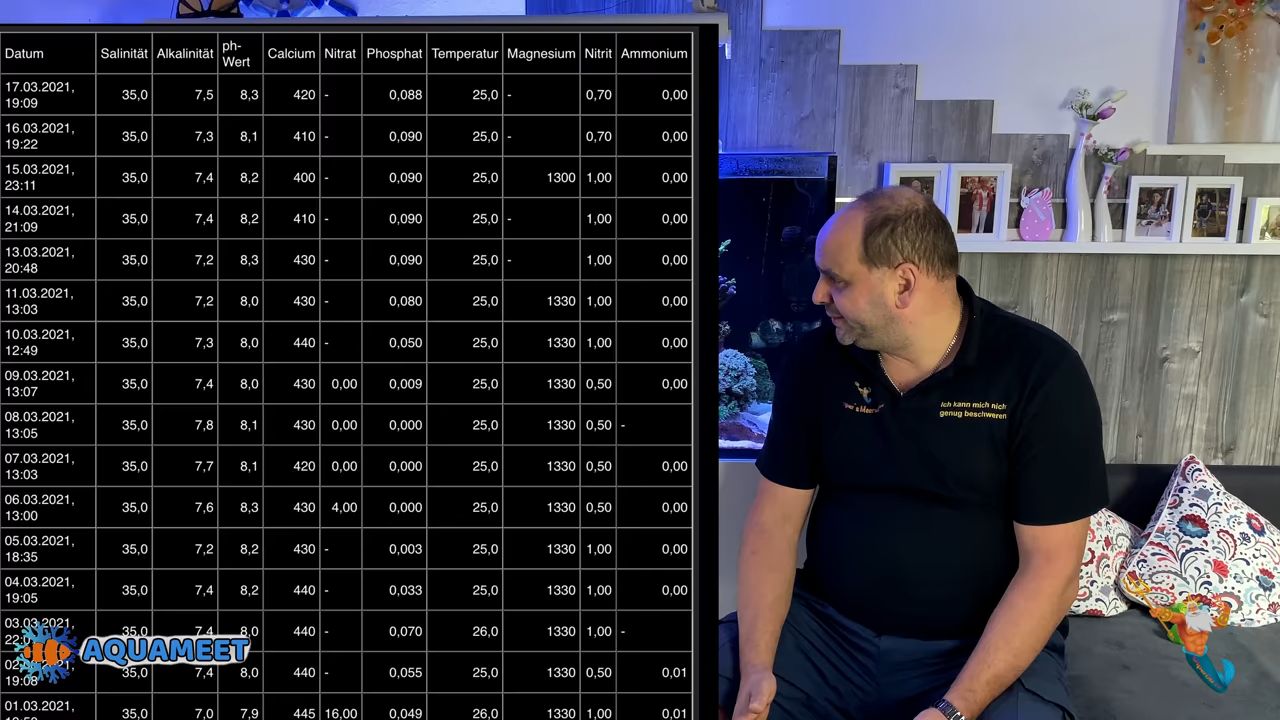 Datum Salinität Alkalinität ph-Wert Calcium Nitrat Phosphat Temperatur Magnesium Nitrit Ammonium
17.03.2021, 19:09 35,0 7,5 8,3 420 - 0,088 25,0 - 0,70 0,00
16.03.2021, 19:22 35,0 7,3 8,1 410 - 0,090 25,0 - 0,70 0,00
15.03.2021, 23:11 35,0 7,4 8,2 400 - 0,090 25,0 1300 1,00 0,00
14.03.2021, 21:09 35,0 7,4 8,2 410 - 0,090 25,0 - 1,00 0,00
13.03.2021, 20:48 35,0 7,2 8,3 430 - 0,090 25,0 - 1,00 0,00
11.03.2021, 13:03 35,0 7,2 8,0 430 - 0,080 25,0 1330 1,00 0,00
10.03.2021, 12:49 35,0 7,3 8,0 440 - 0,050 25,0 1330 1,00 0,00
09.03.2021, 13:07 35,0 7,4 8,0 430 0,00 0,009 25,0 1330 0,50 0,00
08.03.2021, 13:05 35,0 7,8 8,1 430 0,00 0,000 25,0 1330 0,50 -
07.03.2021, 13:03 35,0 7,7 8,1 420 0,00 0,000 25,0 1330 0,50 0,00
06.03.2021, 13:00 35,0 7,6 8,3 430 4,00 0,000 25,0 1330 0,50 0,00
05.03.2021, 18:35 35,0 7,2 8,2 430 - 0,003 25,0 1330 1,00 0,00
04.03.2021, 19:05 35,0 7,4 8,2 440 - 0,033 25,0 1330 1,00 0,00
03.03.2021, 35,0 7,4 8,0 440 - 0,070 26,0 1330 1,00 -
AQUAMEET
19:08 35,0 7,4 8,0 440 - 0,055 25,0 1330 0,50 0,01
01.03.2021, 35,0 7,0 7,9 445 16,00 0,049 26,0 1330 1,00 0,01
Ich kann mich nich
genug beschweren